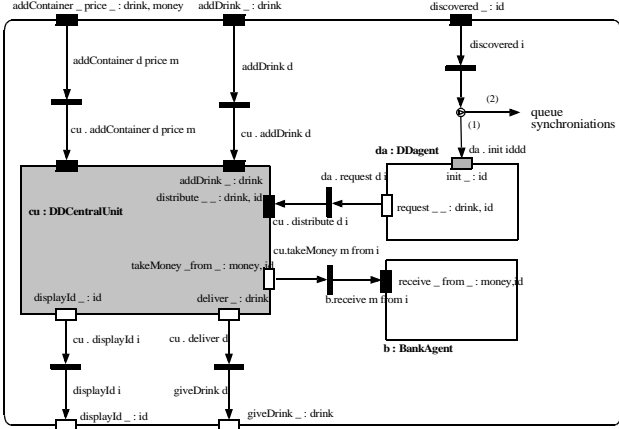 addContainer _ price _ : drink, money
addDrink _ : drink
discovered _ : id
addContainer d price m
addDrink d
discovered i
(2)
queue
synchroniations
(1)
cu . addContainer d price m
cu . addDrink d
da : DDagent
da . init iddd
init _ : id
addDrink _ : drink
da . request d i
distribute _ _ : drink, id
cu : DDCentralUnit
request _ _ : drink, id
cu . distribute d i
cu.takeMoney m from i
takeMoney _from _ : money,id
receive _ from _ : money,id
b.receive m from i
displayId _ : id
deliver _ : drink
cu . displayId i
cu . deliver d
b : BankAgent
displayId i
giveDrink d
displayId _ : id
giveDrink _ : drink